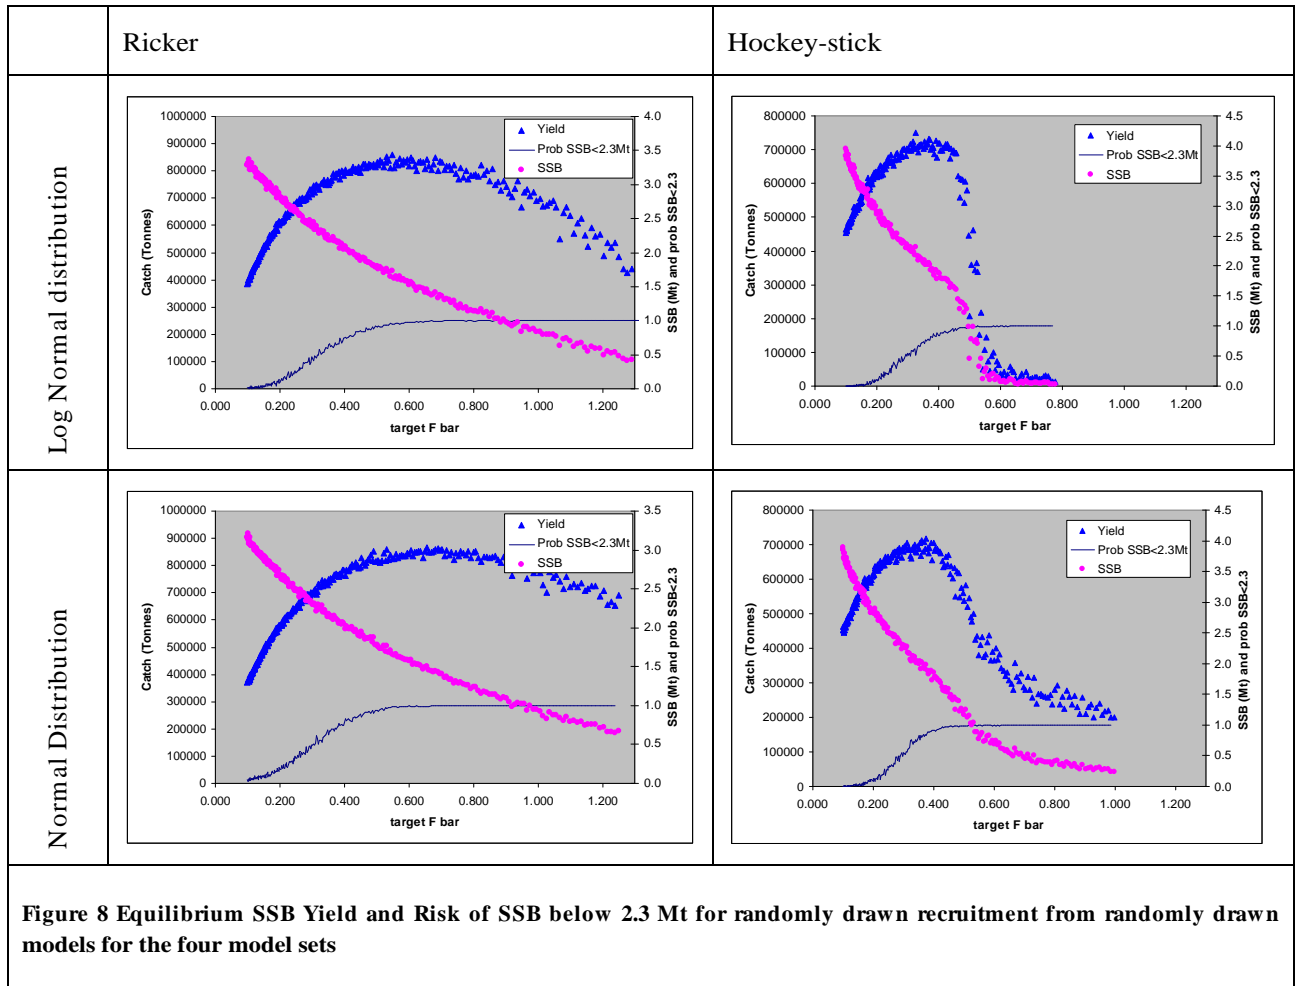 Ricker
Hockey-stick
Log Normal distribution
1000000
900000
800000
700000
600000
500000
400000
300000
200000
100000
0
Catch (Tonnes)
4.0
3.5
3.0
2.5
2.0
1.5
1.0
0.5
0.0
SSB (Mt) and prob SSB<2.3
Yield
Prob SSB<2.3Mt
SSB
0.000 0.200 0.400 0.600 0.800 1.000 1.200
target F bar
800000
700000
600000
500000
400000
300000
200000
100000
0
Catch (Tonnes)
4.5
4.0
3.5
3.0
2.5
2.0
1.5
1.0
0.5
0.0
SSB (Mt) and prob SSB<2.3
Yield
Prob SSB<2.3Mt
SSB
0.000 0.200 0.400 0.600 0.800 1.000 1.200
target F bar
Normal Distribution
1000000
900000
800000
700000
600000
500000
400000
300000
200000
100000
0
Catch (Tonnes)
3.5
3.0
2.5
2.0
1.5
1.0
0.5
0.0
SSB (Mt) and prob SSB<2.3
Yield
Prob SSB<2.3Mt
SSB
0.000 0.200 0.400 0.600 0.800 1.000 1.200
target F bar
800000
700000
600000
500000
400000
300000
200000
100000
0
Catch (Tonnes)
4.5
4.0
3.5
3.0
2.5
2.0
1.5
1.0
0.5
0.0
SSB (Mt) and prob SSB<2.3
Yield
Prob SSB<2.3Mt
SSB
0.000 0.200 0.400 0.600 0.800 1.000 1.200
target F bar
Figure 8 Equilibrium SSB Yield and Risk of SSB below 2.3 Mt for randomly drawn recruitment from randomly drawn
models for the four model sets